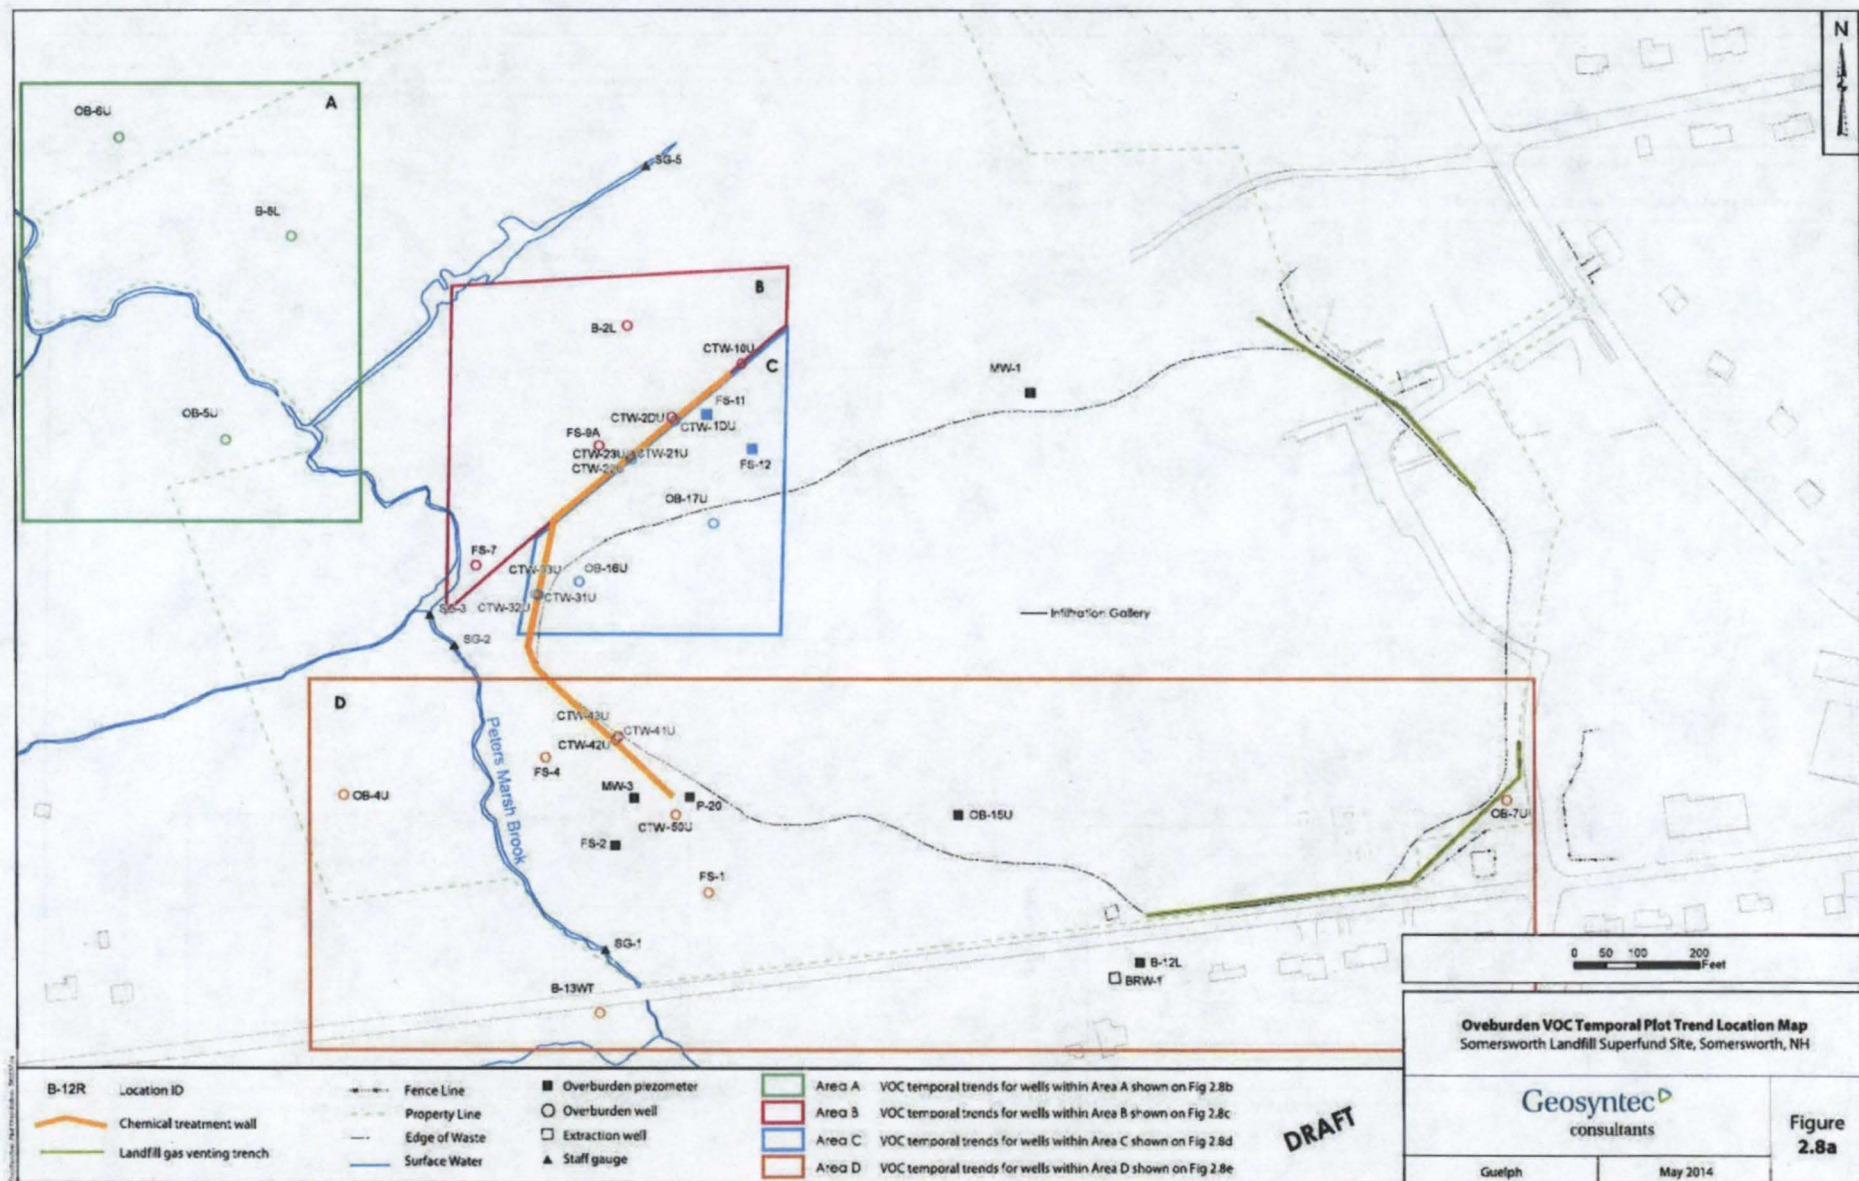 N
A
OB-6U
SG-5
B-5L
B
B-2L
CTW-10U
C
MW-1
FS-11
OB-5U
CTW-2DU
CTW-1DU
FS-9A
CTW-23U
CTW-21U
FS-12
OB-17U
FS-7
CTW-33U
OB-16U
CTW-31U
CTW-32U
SG-3
Infiltration Gallery
SG-2
D
CTW-43U
CTW-41U
Peters Marsh Brook
CTW-42U
FS-4
OB-4U
MW-3
P-20
OB-15U
OB-7U
CTW-50U
FS-2
FS-1
SG-1
B-12L
BRW-1
B-13WT
0 50 100 200
Feet
Oveburden VOC Temporal Plot Trend Location Map
Somersworth Landfill Superfund Site, Somersworth, NH
B-12R Location ID
Chemical treatment wall
Landfill gas venting trench
Fence Line
Property Line
Edge of Waste
Surface Water
Overburden piezometer
Overburden well
Extraction well
Staff gauge
Area A VOC temporal trends for wells within Area A shown on Fig 2.8b
Area B VOC temporal trends for wells within Area B shown on Fig 2.8c
Area C VOC temporal trends for wells within Area C shown on Fig 2.8d
Area D VOC temporal trends for wells within Area D shown on Fig 2.8e
DRAFT
Geosyntec
consultants
Figure
2.8a
Guelph
May 2014